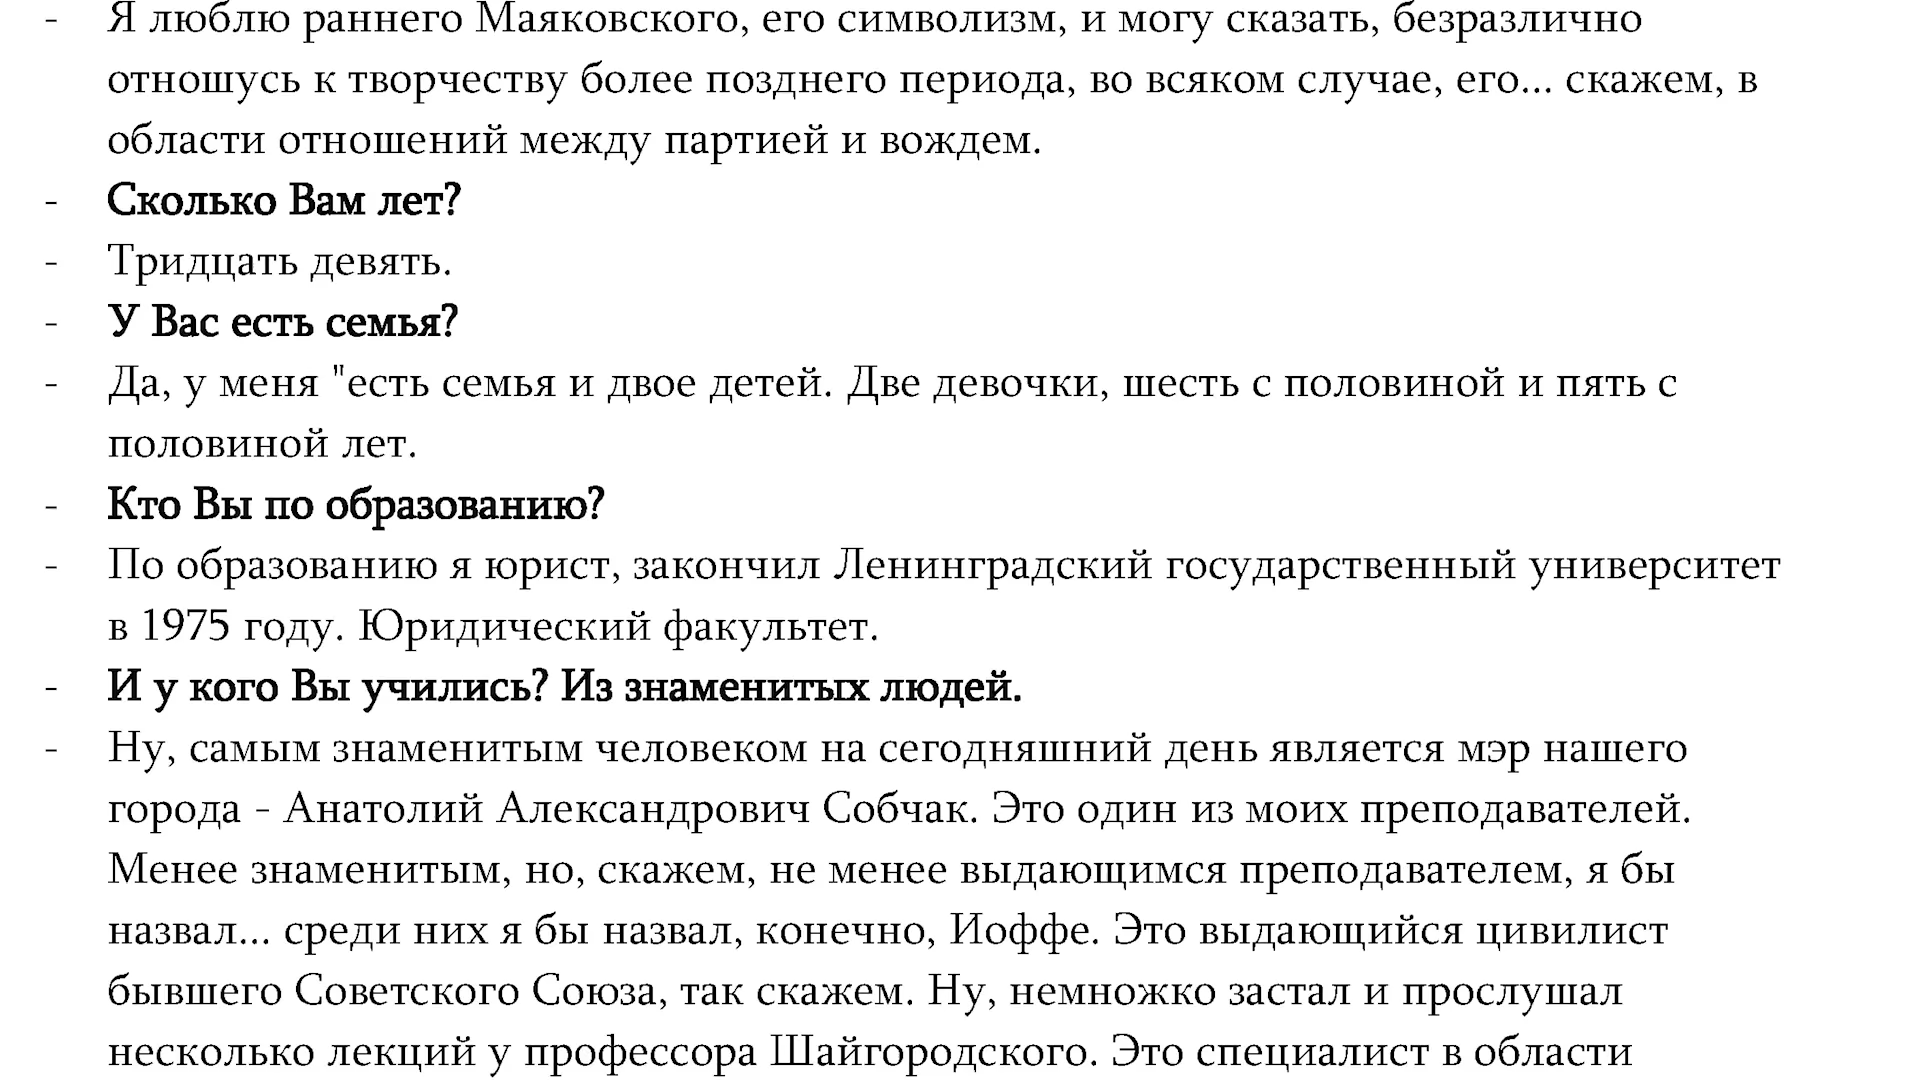 - Я люблю раннего Маяковского, его символизм, и могу сказать, безразлично
отношусь к творчеству более позднего периода, во всяком случае, его... скажем, в
области отношений между партией и вождем.
- Сколько Вам лет?
- Тридцать девять.
- У Вас есть семья?
- Да, у меня "есть семья и двое детей. Две девочки, шесть с половиной и пять с
половиной лет.
- Кто Вы по образованию?
- По образованию я юрист, закончил Ленинградский государственный университет
в 1975 году. Юридический факультет.
- И у кого Вы учились? Из знаменитых людей.
- Ну, самым знаменитым человеком на сегодняшний день является мэр нашего
города - Анатолий Александрович Собчак. Это один из моих преподавателей.
Менее знаменитым, но, скажем, не менее выдающимся преподавателем, я бы
назвал... среди них я бы назвал, конечно, Иоффе. Это выдающийся цивилист
бывшего Советского Союза, так скажем. Ну, немножко застал и прослушал
несколько лекций у профессора Шайгородского. Это специалист в области